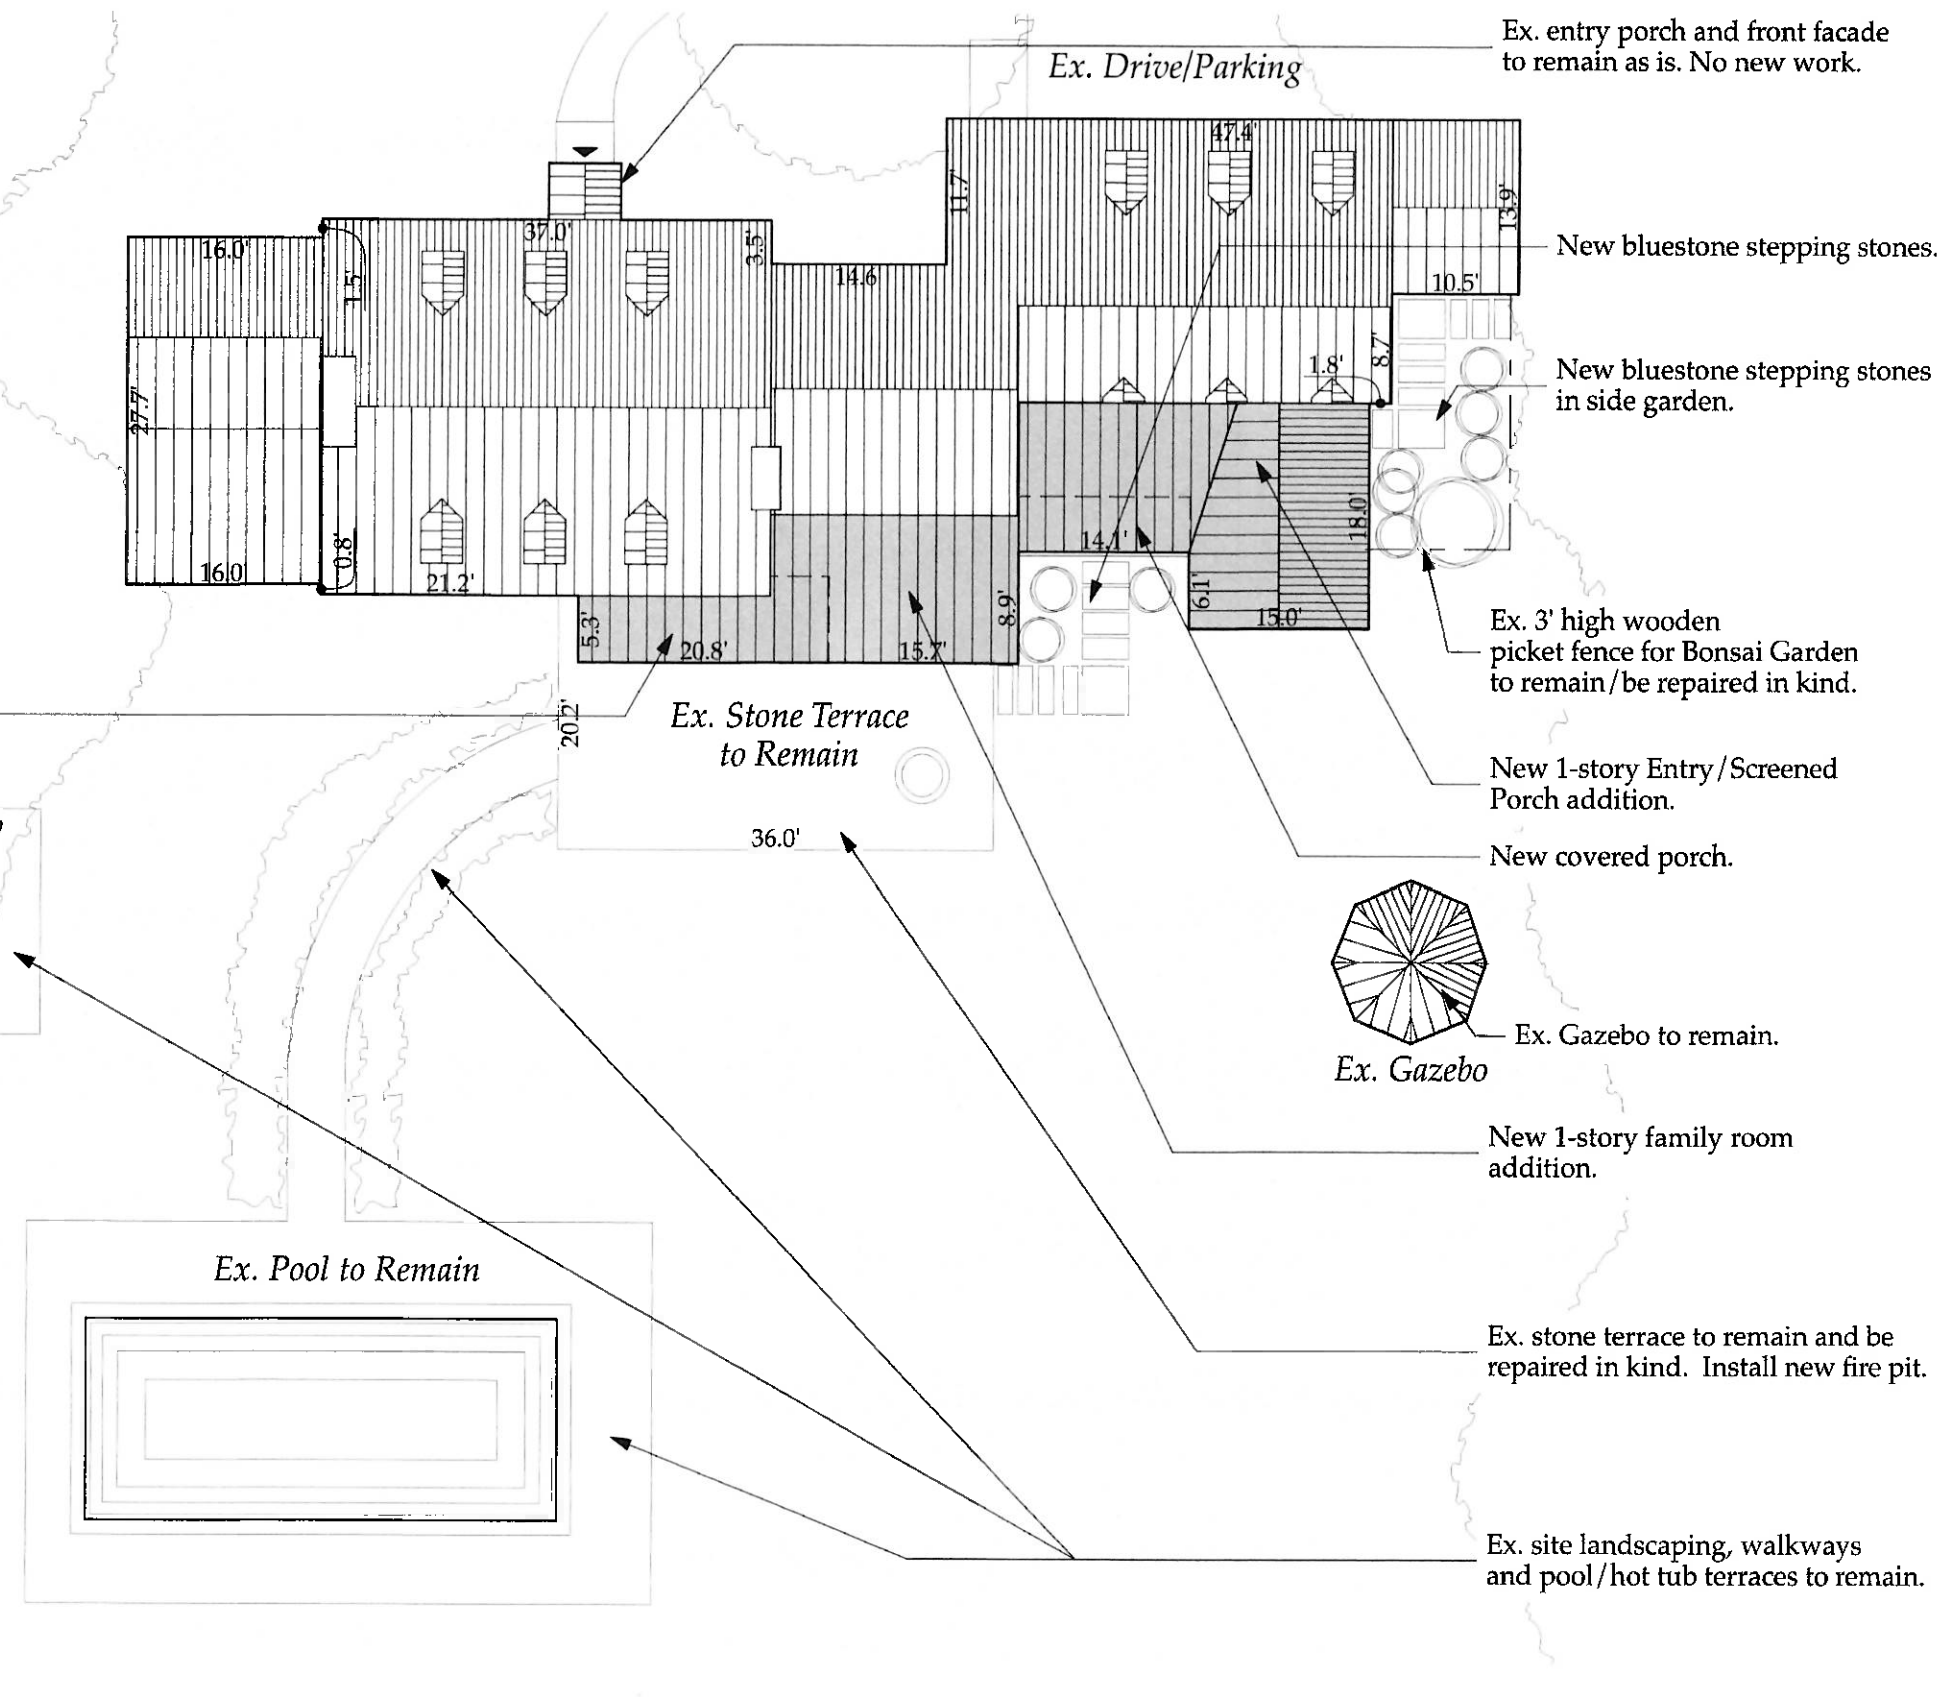 Ex. entry porch and front facade
to remain as is. No new work.
Ex. Drive/Parking
47.4'
11.7'
13.9'
16.0'
37.0'
3.5'
14.6
10.5'
New bluestone stepping stones.
1.5'
8.7'
1.8'
New bluestone stepping stones
in side garden.
27.7'
18.0'
14.1'
0.8'
16.0'
21.2'
5.3'
20.8'
15.7'
8.9'
6.1'
15.0'
Ex. 3' high wooden
picket fence for Bonsai Garden
to remain/be repaired in kind.
20.2'
Ex. Stone Terrace
to Remain
36.0'
New 1-story Entry/Screened
Porch addition.
New covered porch.
Ex. Gazebo to remain.
Ex. Gazebo
New 1-story family room
addition.
Ex. Pool to Remain
Ex. stone terrace to remain and be
repaired in kind. Install new fire pit.
Ex. site landscaping, walkways
and pool/hot tub terraces to remain.